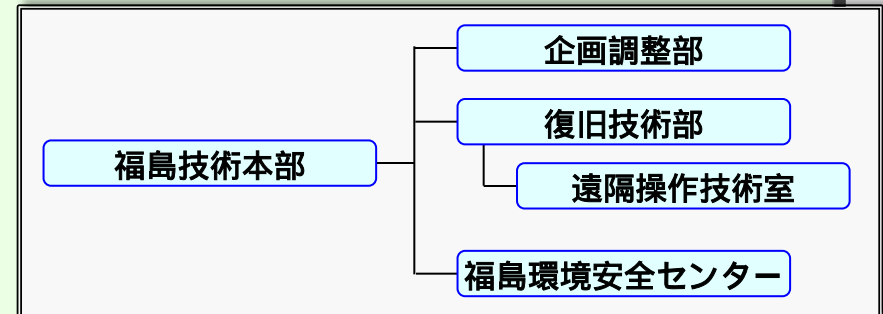 企画調整部
復旧技術部
福島技術本部
遠隔操作技術室
福島環境安全センター